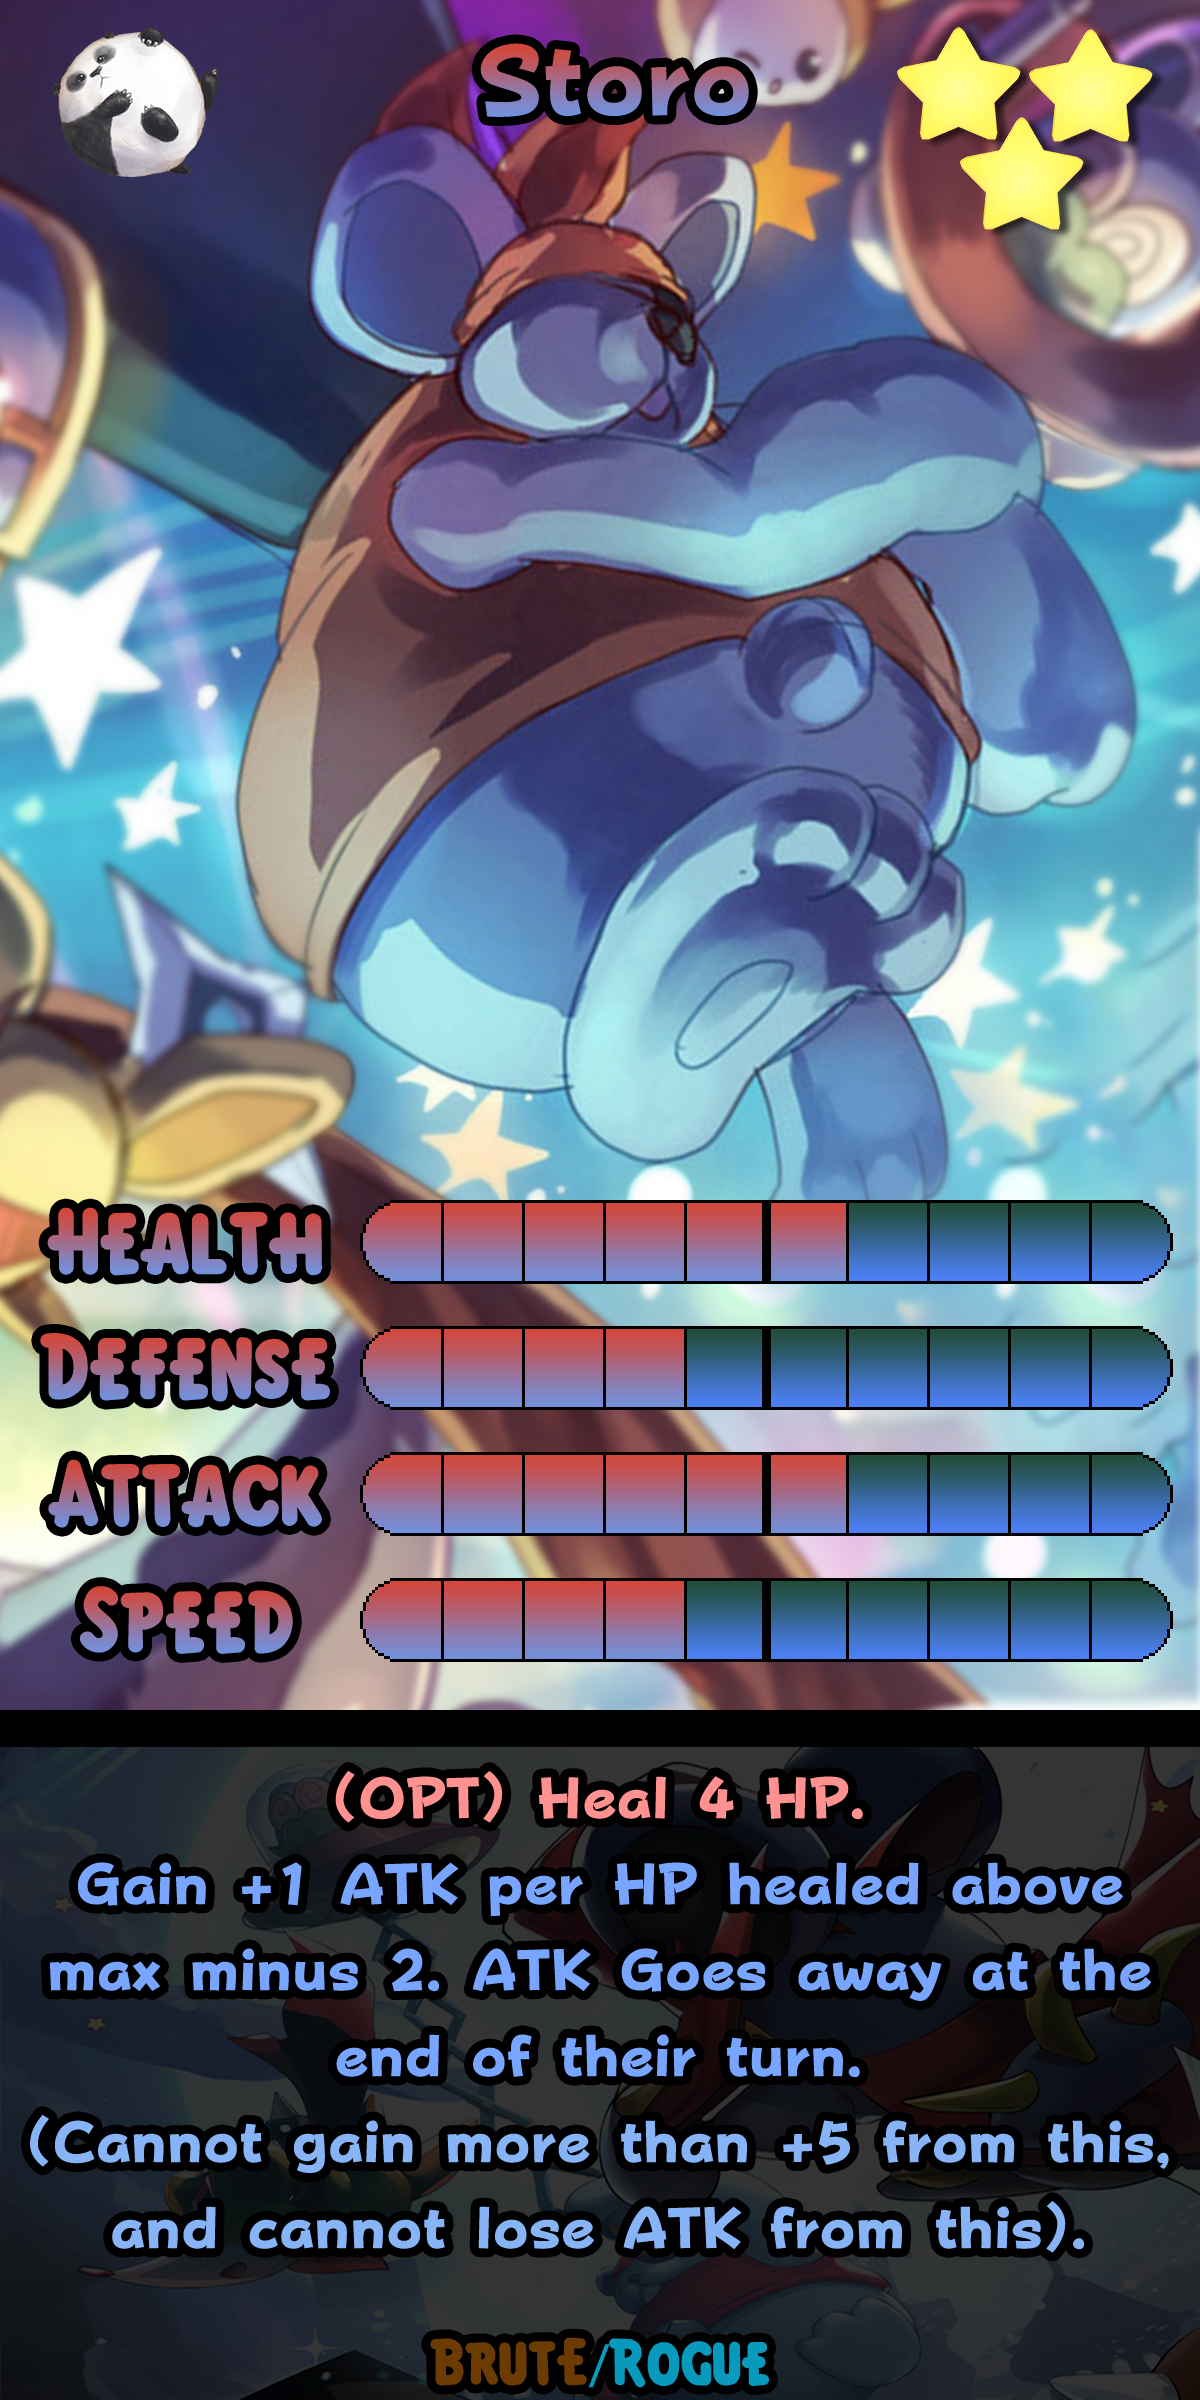 Storo
HEALTH
DEFENSE
ATTACK
SPEED
(OPT) Heal 4 HP.
Gain +1 ATK per HP healed above
max minus 2. ATK Goes away at the
end of their turn.
(Cannot gain more than +5 from this,
and cannot lose ATK from this).
BRUTE/ROGUE